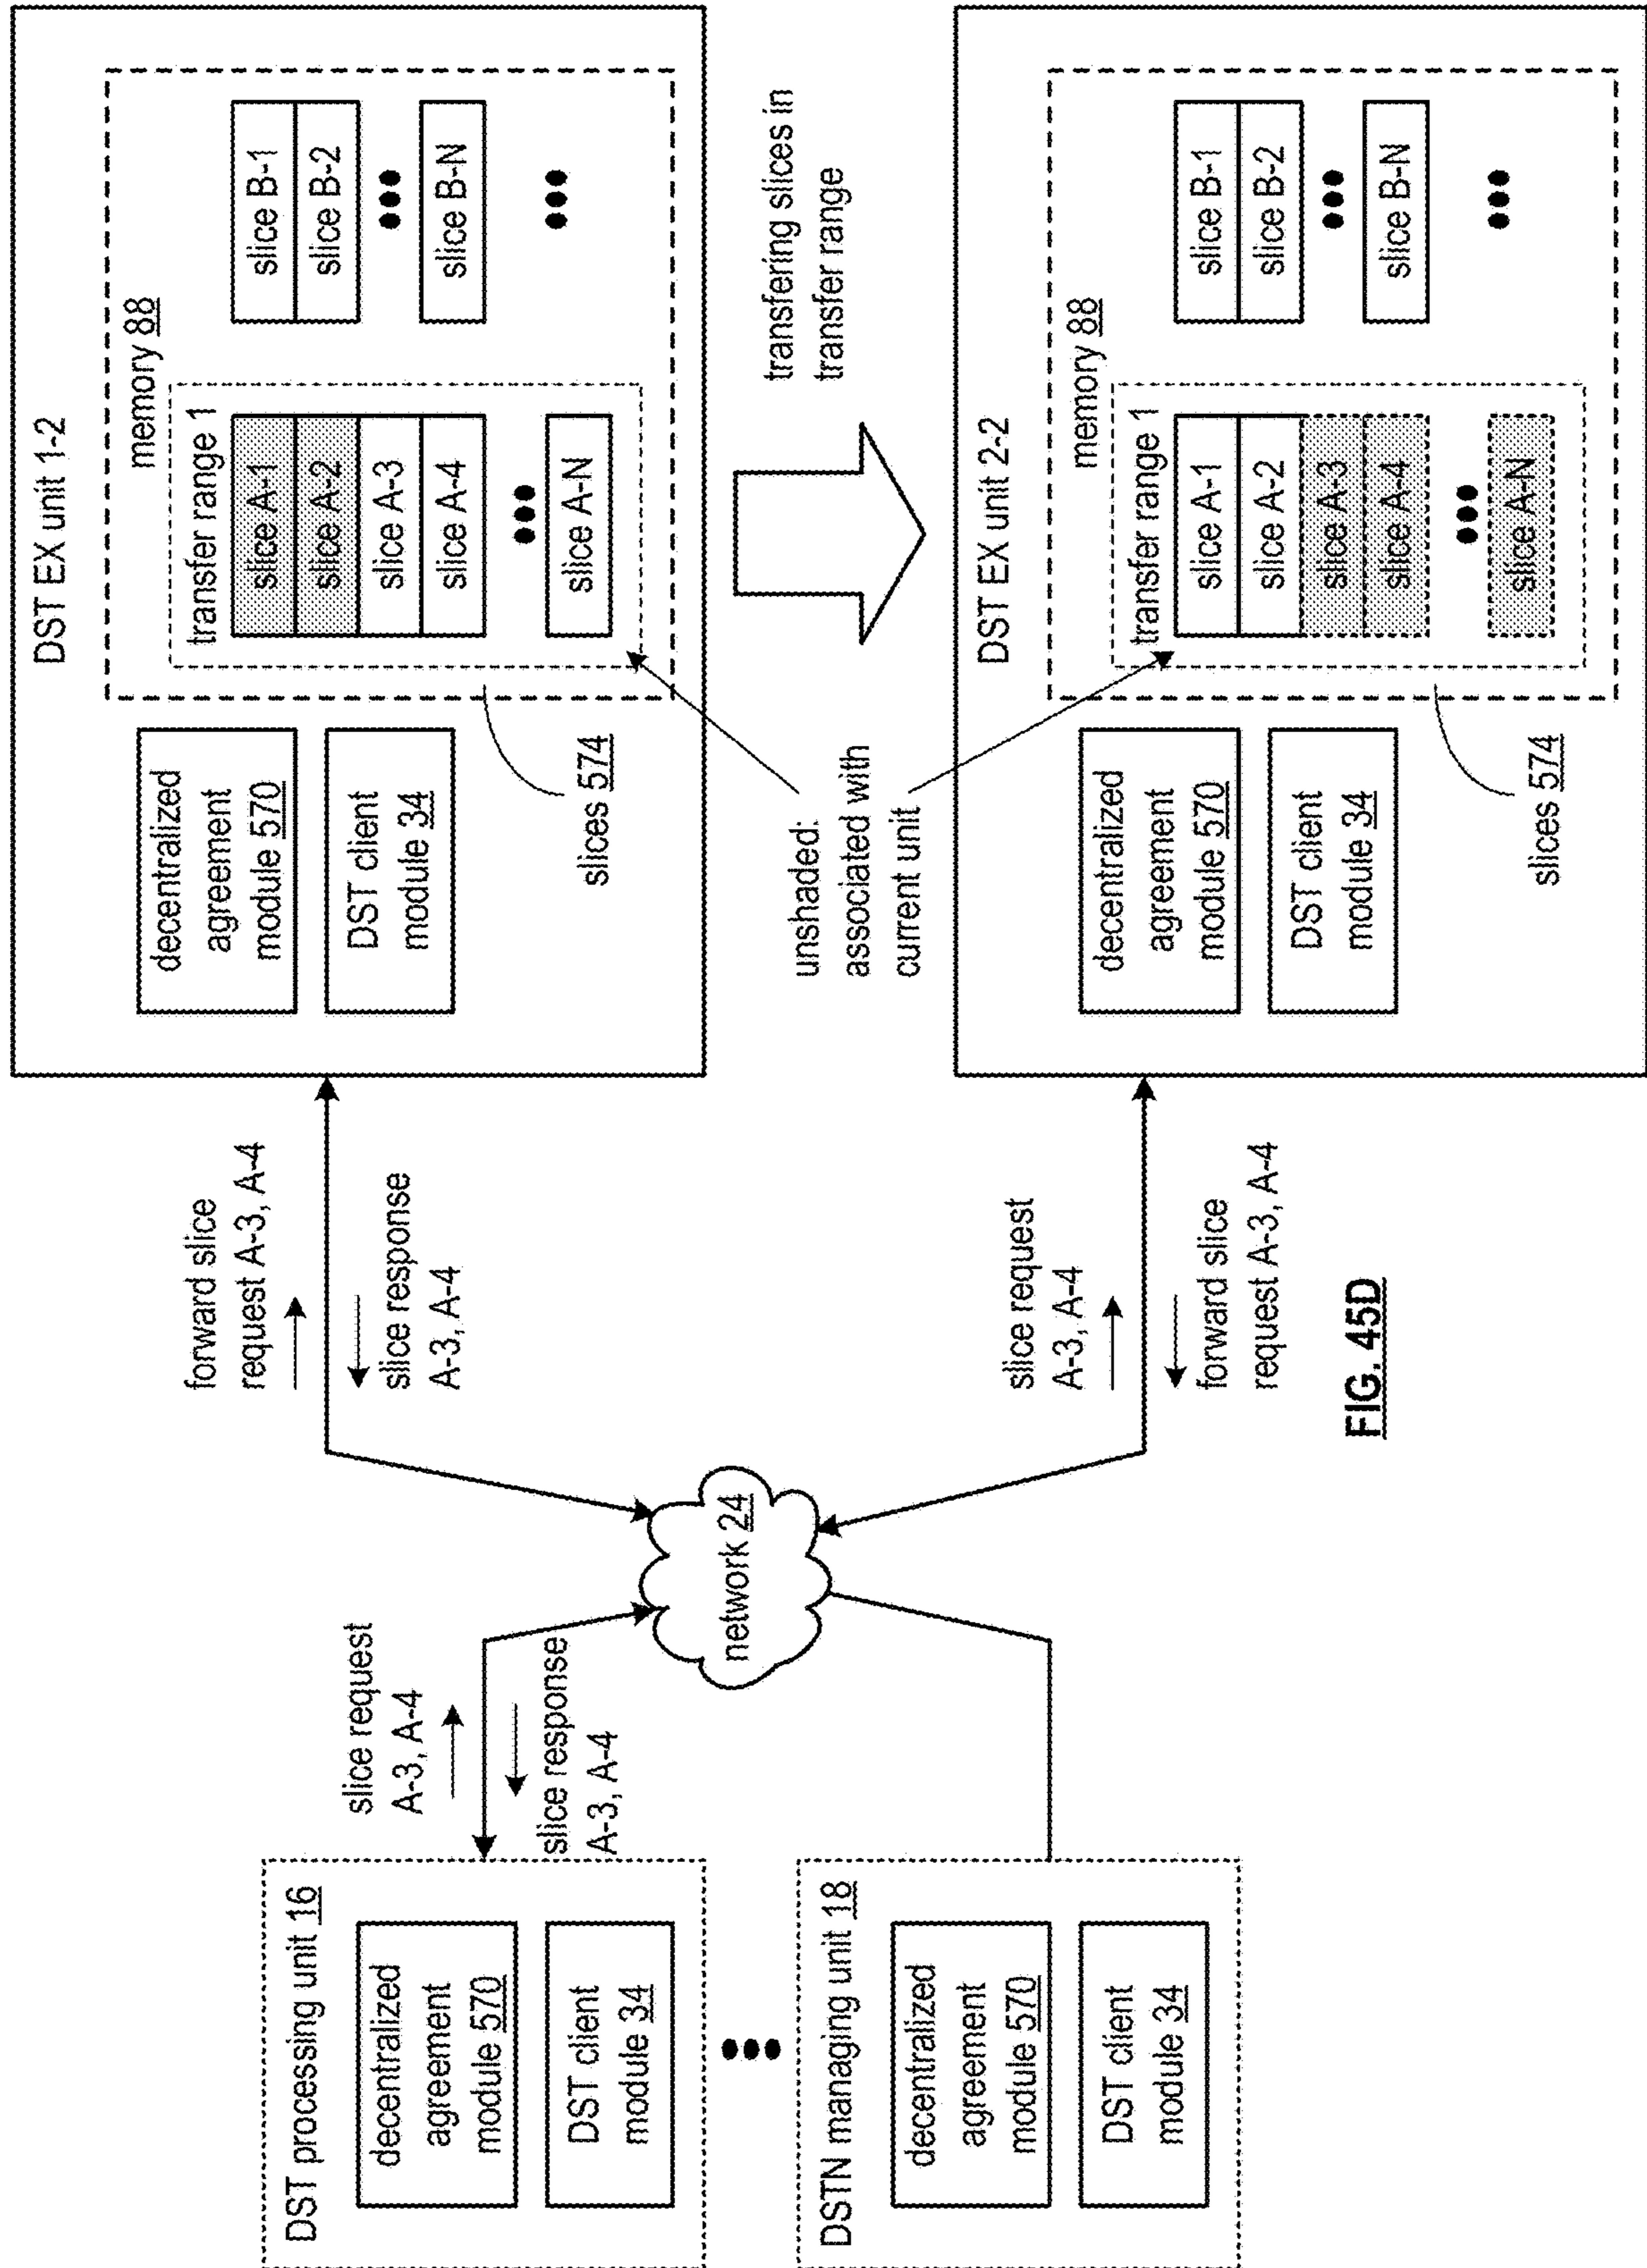 DST processing unit 16
decentralized
agreement
module 570
DST client
module 34
DSTN managing unit 18
decentralized
agreement
module 570
DST client
module 34
slice request
A-3, A-4
slice response
A-3, A-4
network 24
forward slice
request A-3, A-4
slice response
A-3, A-4
slice request
A-3, A-4
forward slice
request A-3, A-4
DST EX unit 1-2
decentralized
agreement
module 570
DST client
module 34
slices 574
memory 88
transfer range 1
slice A-1
slice A-2
slice A-3
slice A-4
slice A-N
slice B-1
slice B-2
slice B-N
unshaded:
associated with
current unit
transfering slices in
transfer range
DST EX unit 2-2
decentralized
agreement
module 570
DST client
module 34
slices 574
memory 88
transfer range 1
slice A-1
slice A-2
slice A-3
slice A-4
slice A-N
slice B-1
slice B-2
slice B-N
FIG. 45D